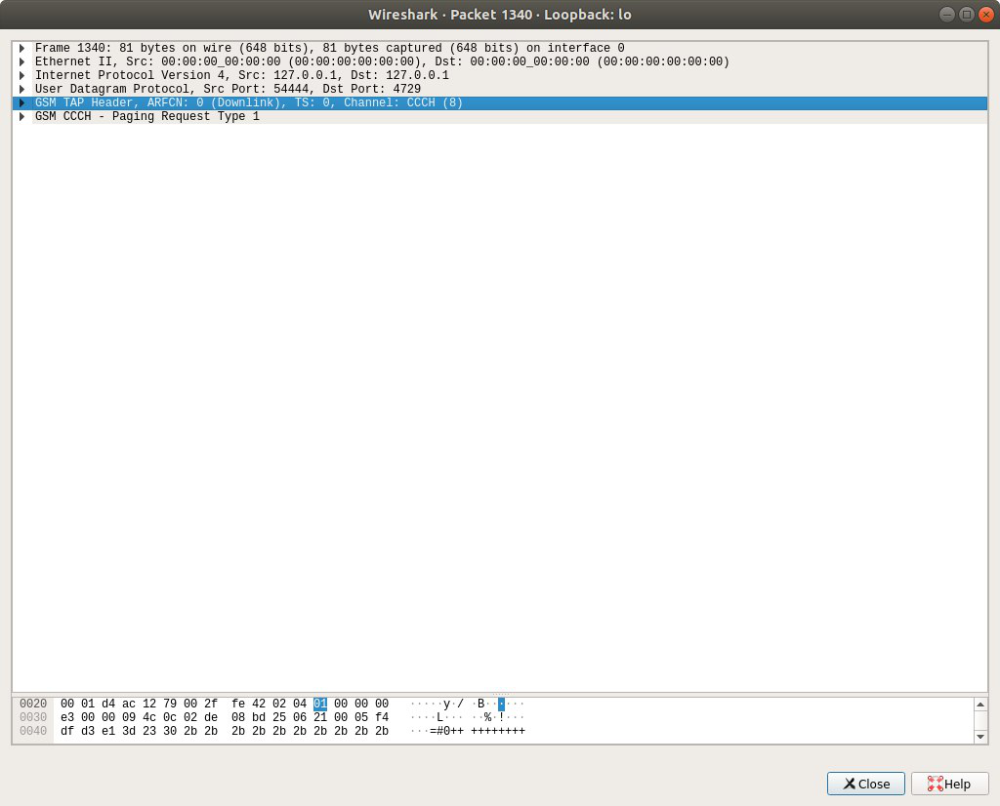 Wireshark · Packet 1340 · Loopback: lo
Frame 1340: 81 bytes on wire (648 bits), 81 bytes captured (648 bits) on interface 0
Ethernet II, Src: 00:00:00_00:00:00 (00:00:00:00:00:00), Dst: 00:00:00_00:00:00 (00:00:00:00:00:00)
Internet Protocol Version 4, Src: 127.0.0.1, Dst: 127.0.0.1
User Datagram Protocol, Src Port: 54444, Dst Port: 4729
GSM TAP Header, ARFCN: 0 (Downlink), TS: 0, Channel: CCCH (8)
GSM CCCH - Paging Request Type 1
0020 00 01 d4 ac 12 79 00 2f fe 42 02 04 01 00 00 00 ·····y·/ ·B······
0030 e3 00 00 09 4c 0c 02 de 08 bd 25 06 21 00 05 f4 ····L··· ··%·!···
0040 df d3 e1 3d 23 30 2b 2b 2b 2b 2b 2b 2b 2b 2b 2b ···=#0++ ++++++++
Close Help